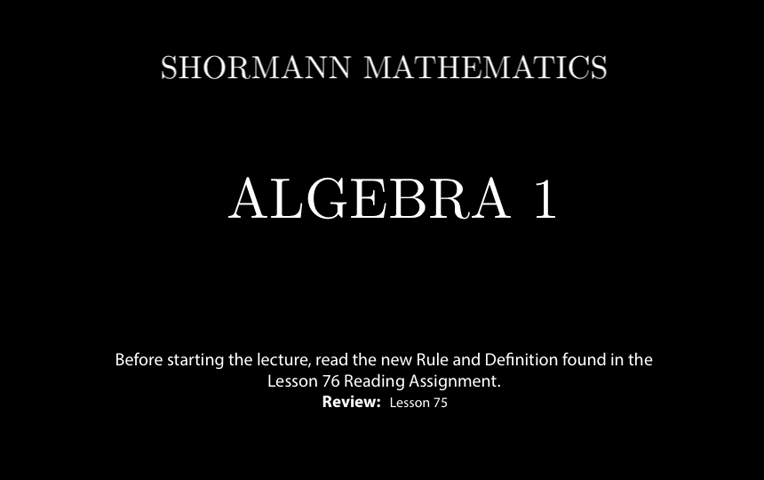 SHORMANN MATHEMATICS
ALGEBRA 1
Before starting the lecture, read the new Rule and Definition found in the
Lesson 76 Reading Assignment.
Review: Lesson 75